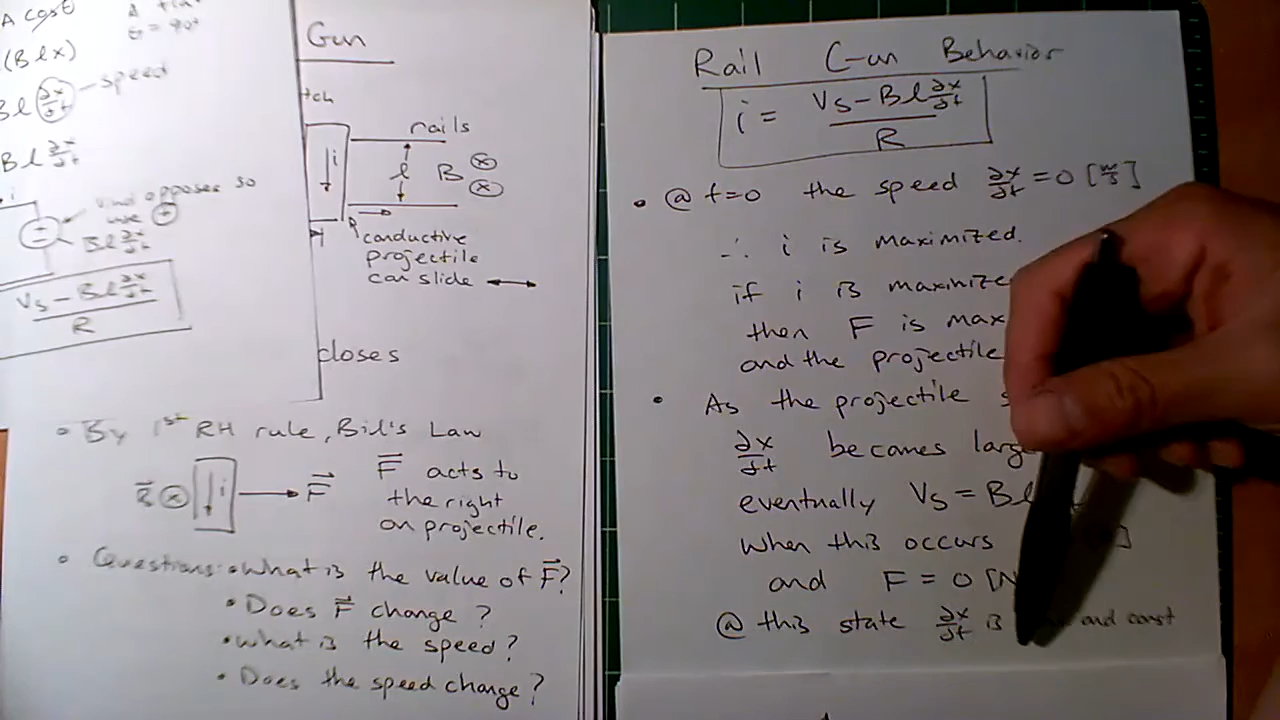 A cosθ
θ = 90°
(Blx)
Bl ∂x/∂t - speed
Bl ∂x/∂t
i
vind opposes so
use +
Bl ∂x/∂t
Vs - Bl ∂x/∂t
R
Gun
tch
rails
i
l
B
conductive
projectile
can slide
closes
• By 1st RH rule, Bil's Law
B i F
F acts to
the right
on projectile.
• Questions: • What is the value of F?
• Does F change ?
• what is the speed?
• Does the speed change?
Rail Gun Behavior
i = Vs - Bl ∂x/∂t
R
• @ t=0 the speed ∂x/∂t = 0 [m/s]
∴ i is maximized.
if i is maximize
then F is max
and the projectile
• As the projectile s
∂x/∂t becomes larg
eventually Vs = Bl
When this occurs ]
and F = 0 [N
@ this state ∂x/∂t is and const